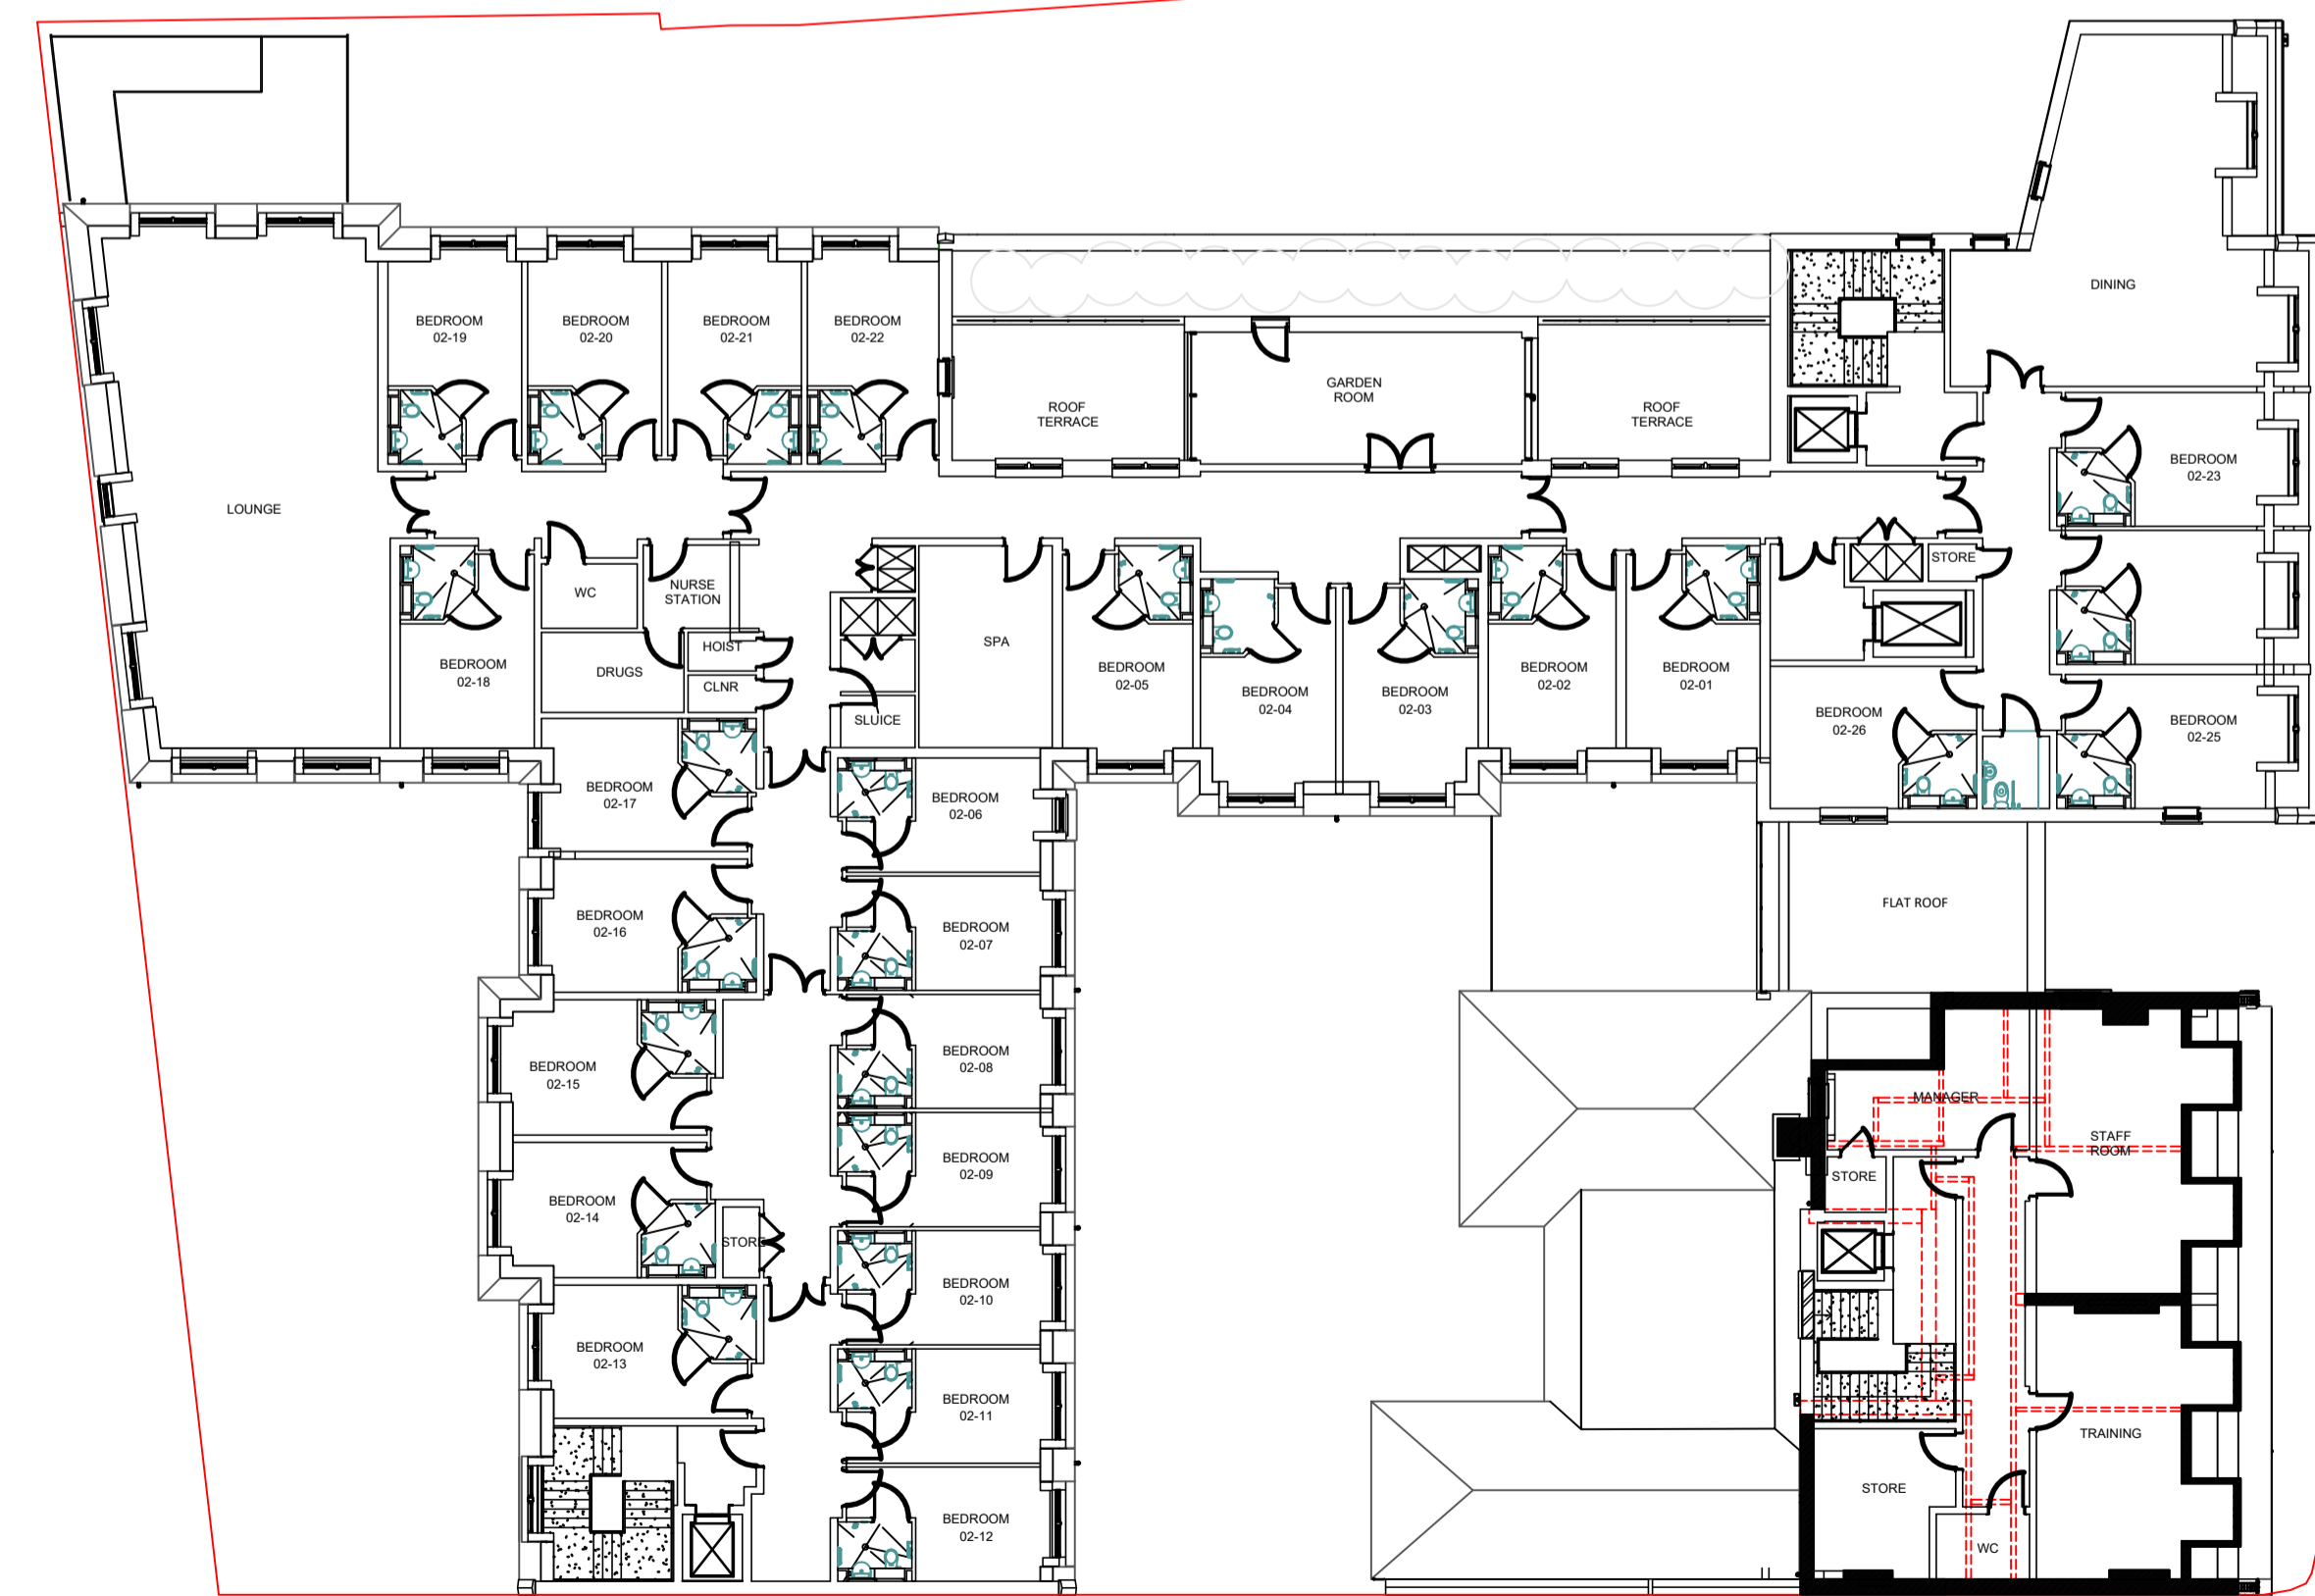 DINING
BEDROOM
02-19
BEDROOM
02-20
BEDROOM
02-21
BEDROOM
02-22
GARDEN
ROOM
ROOF
TERRACE
ROOF
TERRACE
BEDROOM
02-23
LOUNGE
STORE
WC
NURSE
STATION
HOIST
SPA
BEDROOM
02-18
DRUGS
CLNR
BEDROOM
02-05
BEDROOM
02-04
BEDROOM
02-03
BEDROOM
02-02
BEDROOM
02-01
SLUICE
BEDROOM
02-26
BEDROOM
02-25
BEDROOM
02-17
BEDROOM
02-06
BEDROOM
02-16
BEDROOM
02-07
FLAT ROOF
BEDROOM
02-15
BEDROOM
02-08
MANAGER
STAFF
ROOM
BEDROOM
02-09
STORE
BEDROOM
02-14
STORE
BEDROOM
02-10
BEDROOM
02-13
BEDROOM
02-11
TRAINING
STORE
BEDROOM
02-12
WC